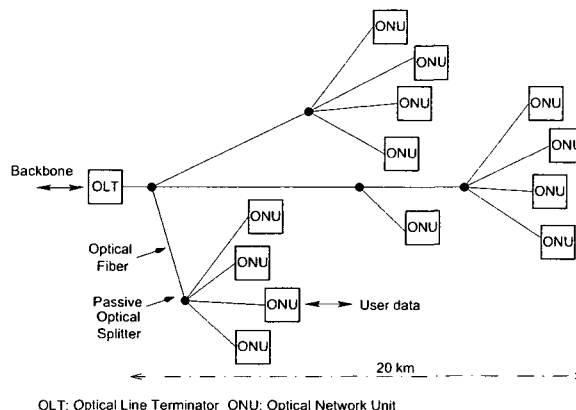 ONU
ONU
ONU
ONU
ONU
ONU
ONU
ONU
Backbone
OLT
ONU
ONU
ONU
ONU
ONU
Optical
Fiber
Passive
Optical
Splitter
User data
20 km
OLT: Optical Line Terminator ONU: Optical Network Unit